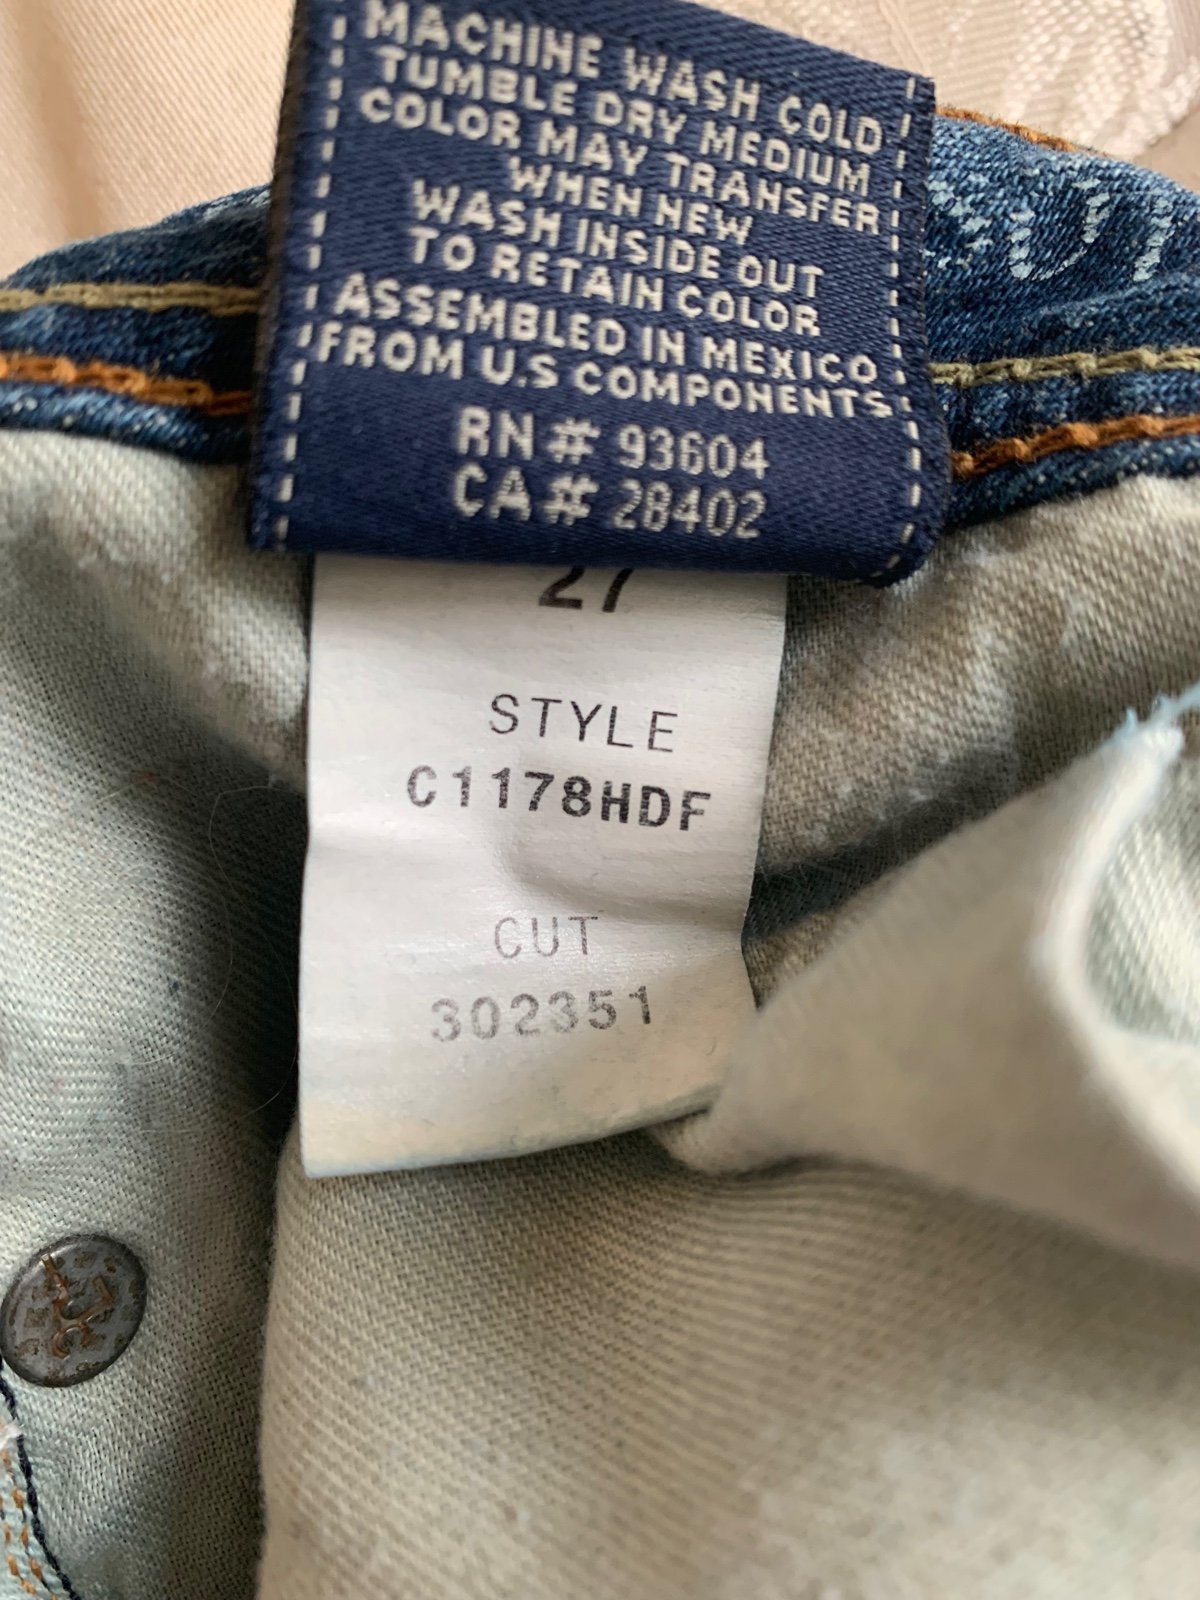 MACHINE WASH COLD
TUMBLE DRY MEDIUM
COLOR MAY TRANSFER
WHEN NEW
WASH INSIDE OUT
TO RETAIN COLOR
ASSEMBLED IN MEXICO
FROM U.S COMPONENTS
RN# 93604
CA# 28402
27
STYLE
C1178HDF
CUT
302351